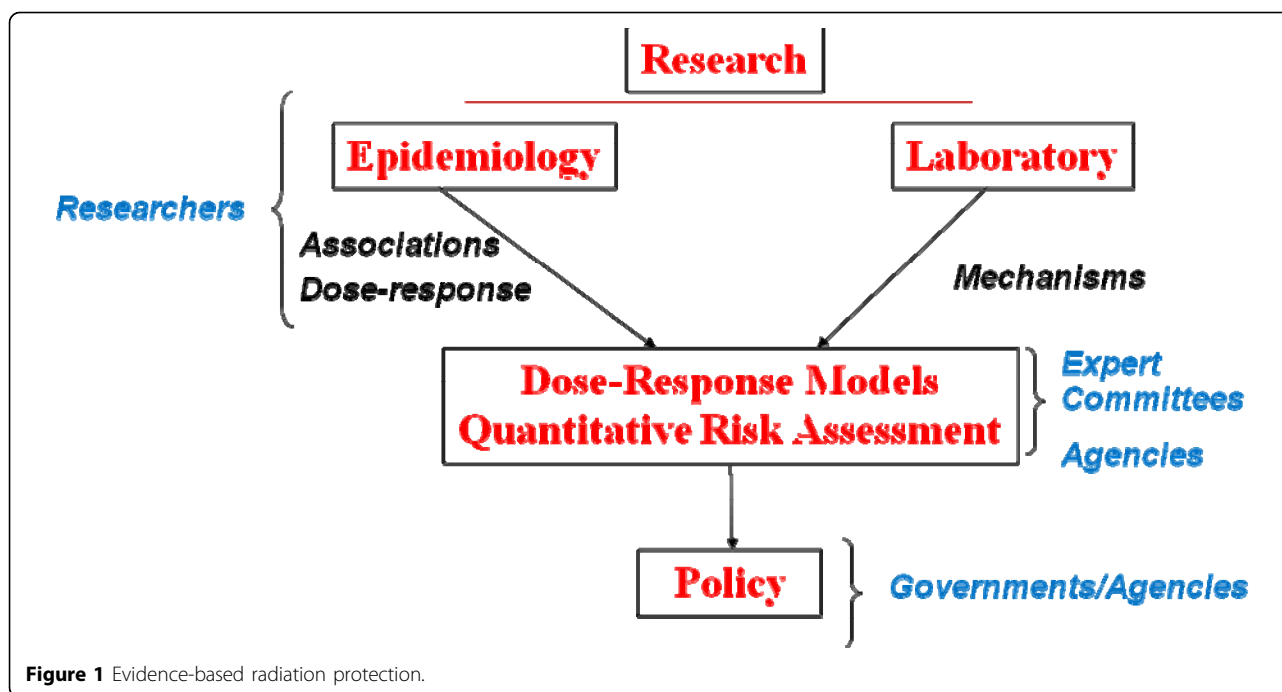 Research
Epidemiology
Laboratory
Researchers
Associations
Dose-response
Mechanisms
Dose-Response Models
Quantitative Risk Assessment
Expert
Committees
Agencies
Policy
Governments/Agencies
Figure 1 Evidence-based radiation protection.